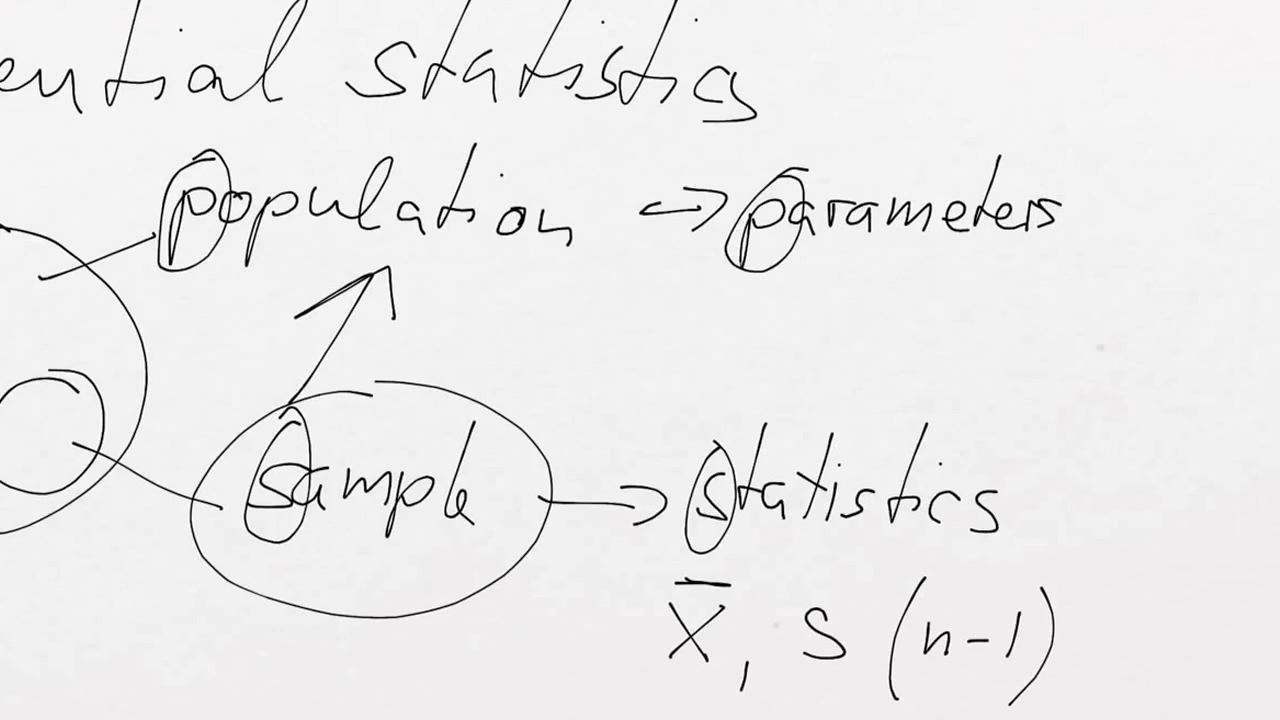 ential statistics
population → parameters
sample → statistics
X̄, S (n-1)